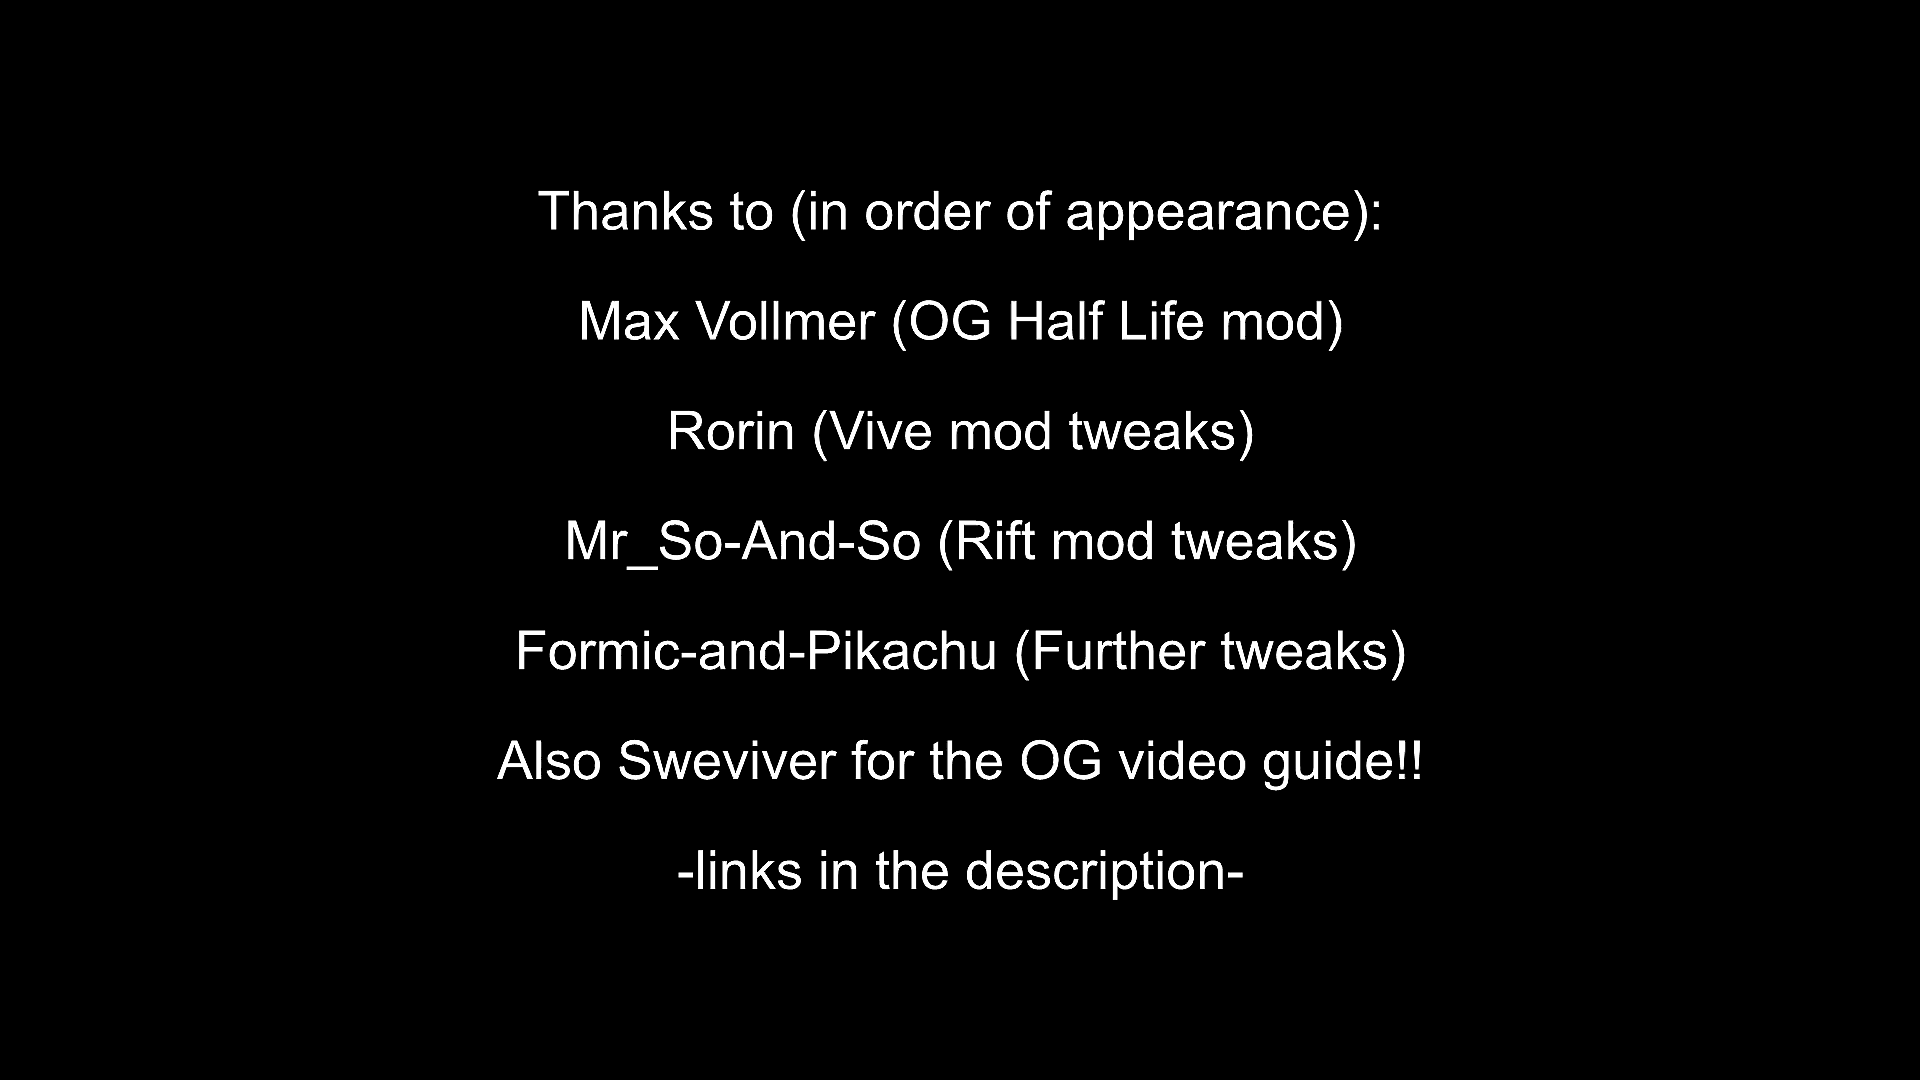 Thanks to (in order of appearance):
Max Vollmer (OG Half Life mod)
Rorin (Vive mod tweaks)
Mr_So-And-So (Rift mod tweaks)
Formic-and-Pikachu (Further tweaks)
Also Sweviver for the OG video guide!!
-links in the description-